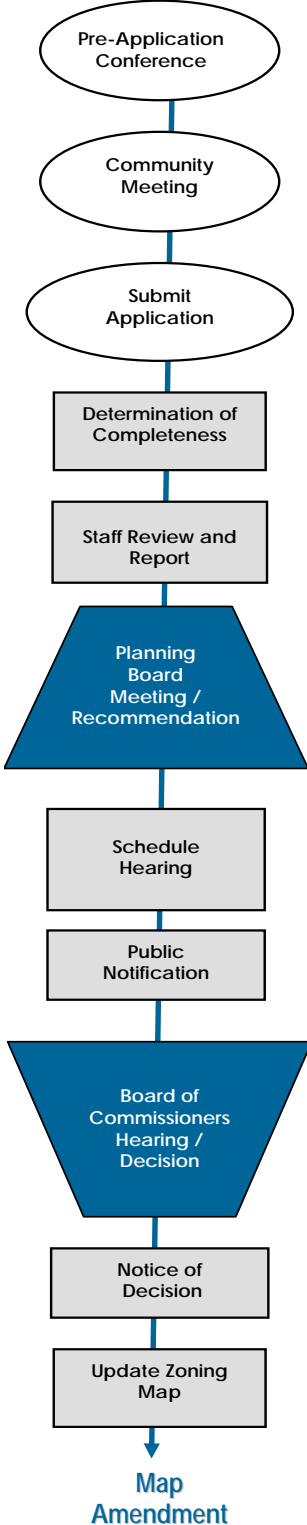 Pre-Application
Conference
Community
Meeting
Submit
Application
Determination of
Completeness
Staff Review and
Report
Planning
Board
Meeting /
Recommendation
Schedule
Hearing
Public
Notification
Board of
Commissioners
Hearing /
Decision
Notice of
Decision
Update Zoning
Map
Map
Amendment